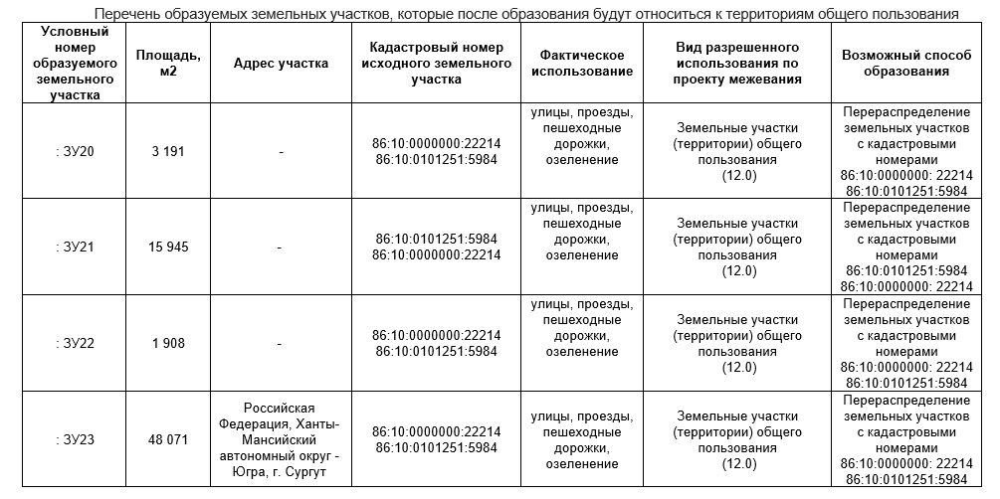 Перечень образуемых земельных участков, которые после образования будут относиться к территориям общего пользования
Условный
номер
образуемого
земельного
участка
Площадь,
м2
Адрес участка
Кадастровый номер
исходного земельного
участка
Фактическое
использование
Вид разрешенного
использования по
проекту межевания
Возможный способ
образования
: ЗУ20
3 191
-
86:10:0000000:22214
86:10:0101251:5984
улицы, проезды,
пешеходные
дорожки,
озеленение
Земельные участки
(территории) общего
пользования
(12.0)
Перераспределение
земельных участков
с кадастровыми
номерами
86:10:0000000: 22214
86:10:0101251:5984
: ЗУ21
15 945
-
86:10:0101251:5984
86:10:0000000:22214
улицы, проезды,
пешеходные
дорожки,
озеленение
Земельные участки
(территории) общего
пользования
(12.0)
Перераспределение
земельных участков
с кадастровыми
номерами
86:10:0101251:5984
86:10:0000000: 22214
: ЗУ22
1 908
-
86:10:0000000:22214
86:10:0101251:5984
улицы, проезды,
пешеходные
дорожки,
озеленение
Земельные участки
(территории) общего
пользования
(12.0)
Перераспределение
земельных участков
с кадастровыми
номерами
86:10:0000000: 22214
86:10:0101251:5984
: ЗУ23
48 071
Российская
Федерация, Ханты-
Мансийский
автономный округ -
Югра, г. Сургут
86:10:0000000:22214
86:10:0101251:5984
улицы, проезды,
пешеходные
дорожки,
озеленение
Земельные участки
(территории) общего
пользования
(12.0)
Перераспределение
земельных участков
с кадастровыми
номерами
86:10:0000000: 22214
86:10:0101251:5984